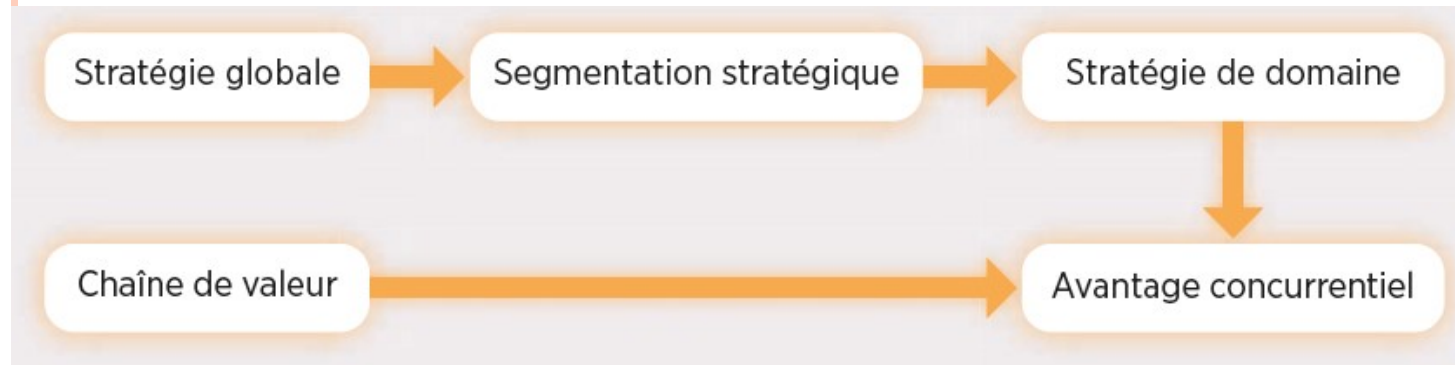 Stratégie globale
Segmentation stratégique
Stratégie de domaine
Chaîne de valeur
Avantage concurrentiel